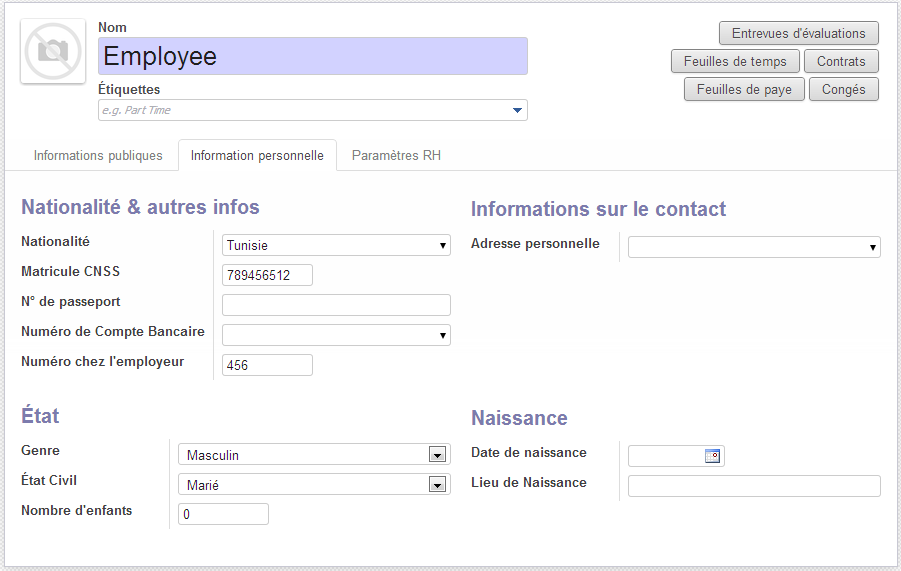 Nom
Employee
Étiquettes
e.g. Part Time
Entrevues d'évaluations
Feuilles de temps
Contrats
Feuilles de paye
Congés
Informations publiques
Information personnelle
Paramètres RH
Nationalité & autres infos
Nationalité
Tunisie
Matricule CNSS
789456512
N° de passeport
Numéro de Compte Bancaire
Numéro chez l'employeur
456
Informations sur le contact
Adresse personnelle
État
Genre
Masculin
État Civil
Marié
Nombre d'enfants
0
Naissance
Date de naissance
Lieu de Naissance